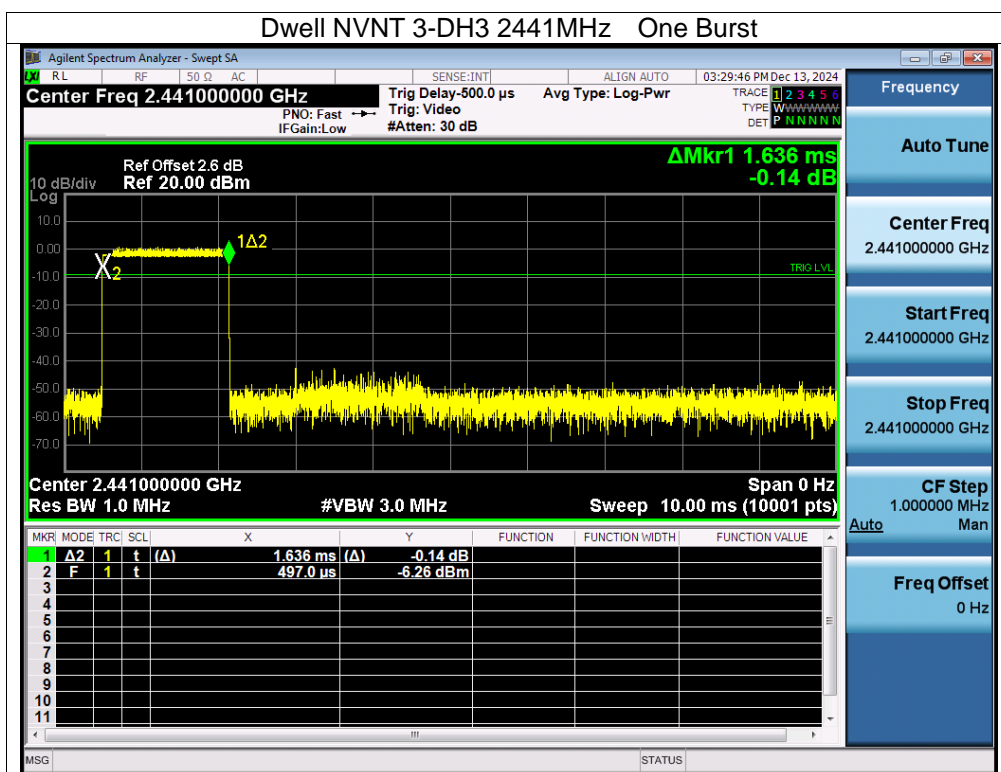 Dwell NVNT 3-DH3 2441MHz One Burst
Agilent Spectrum Analyzer - Swept SA
LXI RL RF 50 Ω AC SENSE:INT ALIGN AUTO 03:29:46 PM Dec 13, 2024
Center Freq 2.441000000 GHz Trig Delay-500.0 µs Avg Type: Log-Pwr TRACE 1 2 3 4 5 6
PNO: Fast Trig: Video TYPE WWWWWW
IFGain:Low #Atten: 30 dB DET P N N N N N
Frequency
ΔMkr1 1.636 ms
-0.14 dB
Ref Offset 2.6 dB
10 dB/div Ref 20.00 dBm
Log
10.0
0.00
-10.0
-20.0
-30.0
-40.0
-50.0
-60.0
-70.0
1Δ2
X2
TRIG LVL
Center 2.441000000 GHz Span 0 Hz
Res BW 1.0 MHz #VBW 3.0 MHz Sweep 10.00 ms (10001 pts)
MKR MODE TRC SCL X Y FUNCTION FUNCTION WIDTH FUNCTION VALUE
1 Δ2 1 t (Δ) 1.636 ms (Δ) -0.14 dB
2 F 1 t 497.0 µs -6.26 dBm
3
4
5
6
7
8
9
10
11
Auto Tune
Center Freq
2.441000000 GHz
Start Freq
2.441000000 GHz
Stop Freq
2.441000000 GHz
CF Step
1.000000 MHz
Auto Man
Freq Offset
0 Hz
MSG STATUS